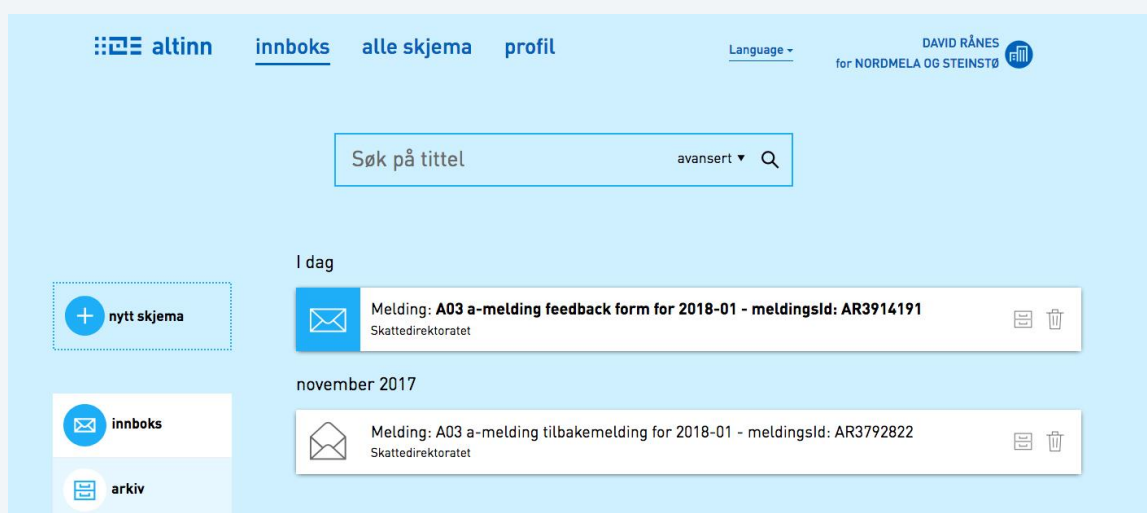 altinn innboks alle skjema profil Language DAVID RÅNES
for NORDMELA OG STEINSTØ
Søk på tittel avansert
I dag
nytt skjema
Melding: A03 a-melding feedback form for 2018-01 - meldingsId: AR3914191
Skattedirektoratet
november 2017
innboks
Melding: A03 a-melding tilbakemelding for 2018-01 - meldingsId: AR3792822
Skattedirektoratet
arkiv